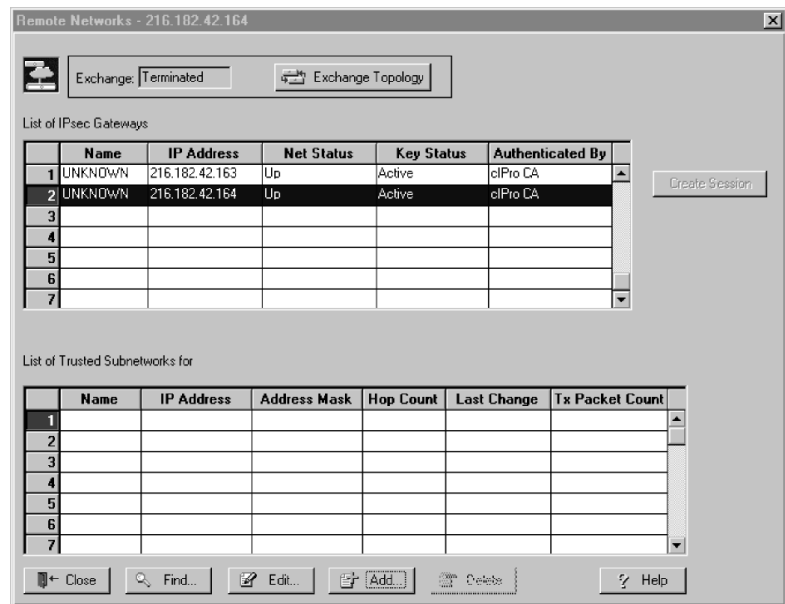 Remote Networks - 216.182.42.164
Exchange: Terminated Exchange Topology
List of IPsec Gateways
Name IP Address Net Status Key Status Authenticated By
1 UNKNOWN 216.182.42.163 Up Active clPro CA
2 UNKNOWN 216.182.42.164 Up Active clPro CA
3
4
5
6
7
Create Session
List of Trusted Subnetworks for
Name IP Address Address Mask Hop Count Last Change Tx Packet Count
1
2
3
4
5
6
7
Close Find... Edit... Add... Delete Help